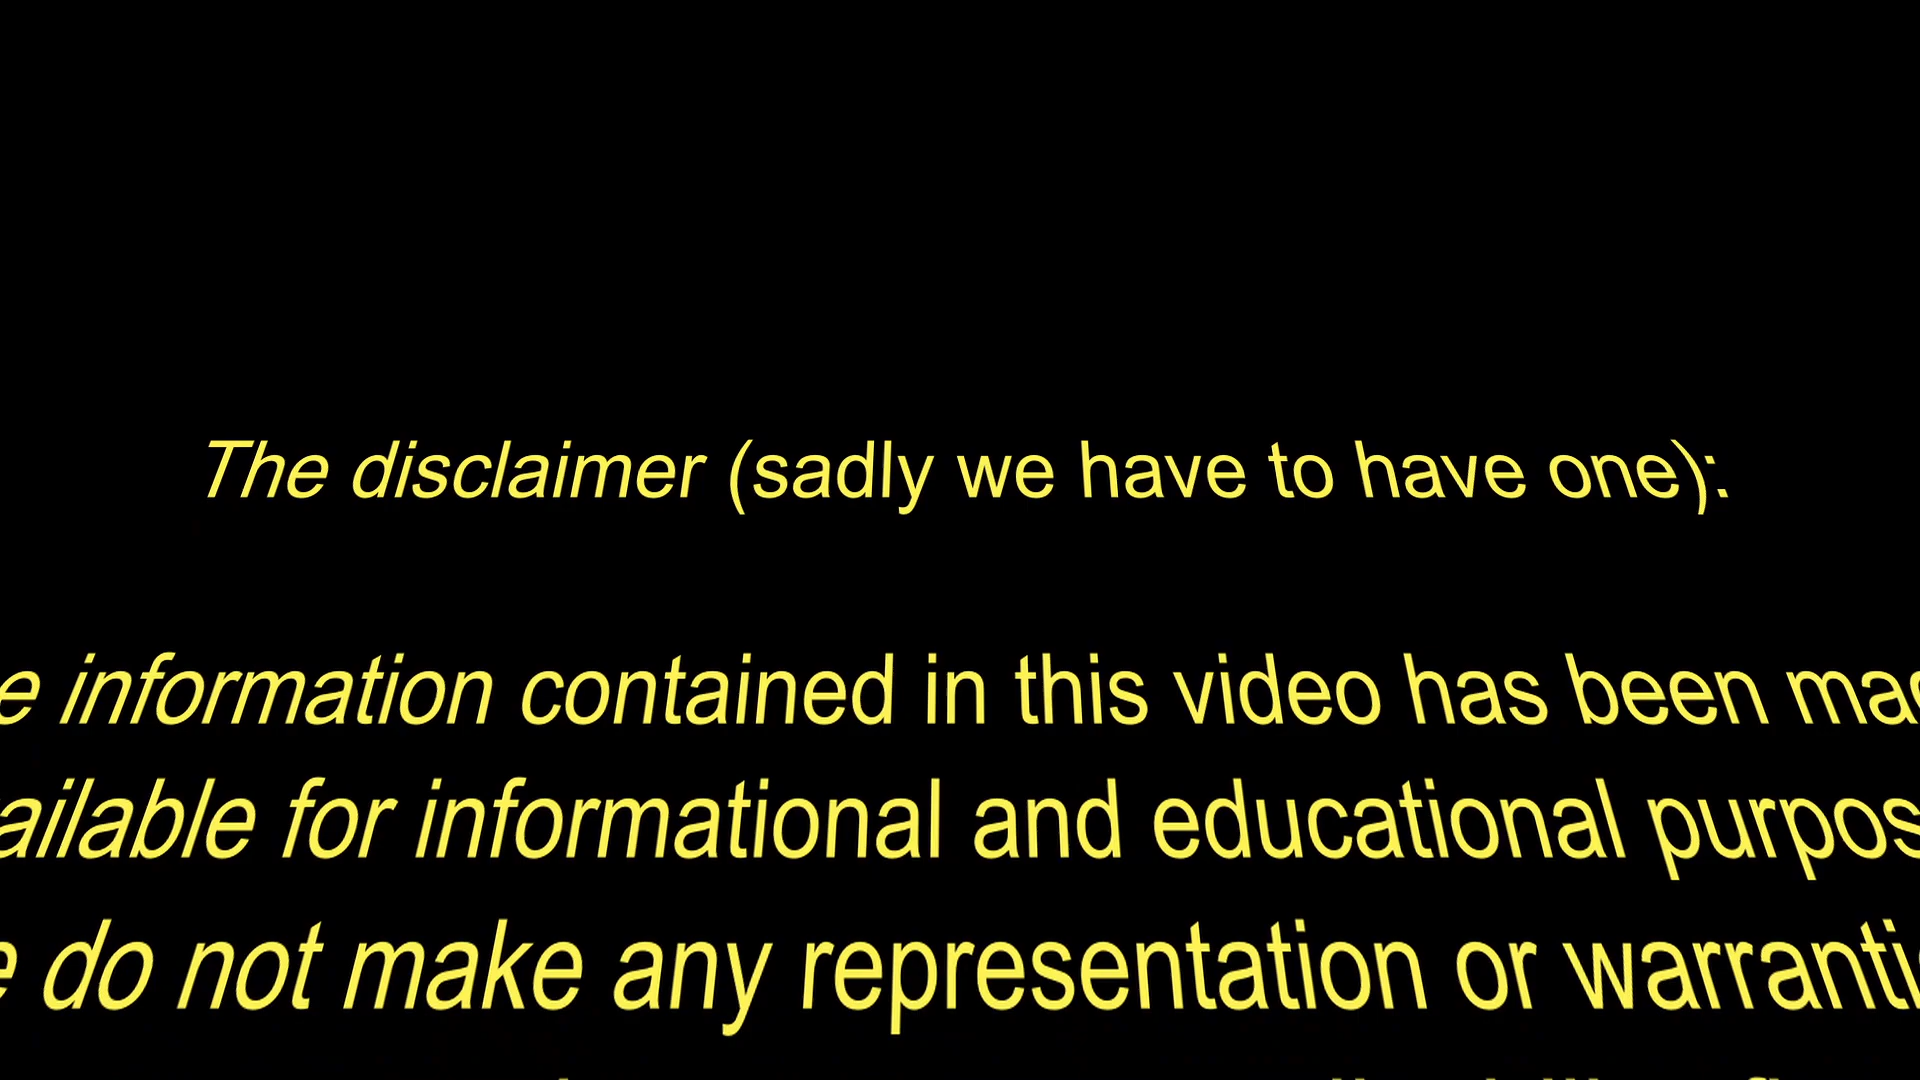 The disclaimer (sadly we have to have one):
e information contained in this video has been mad
ailable for informational and educational purpos
e do not make any representation or warrantie